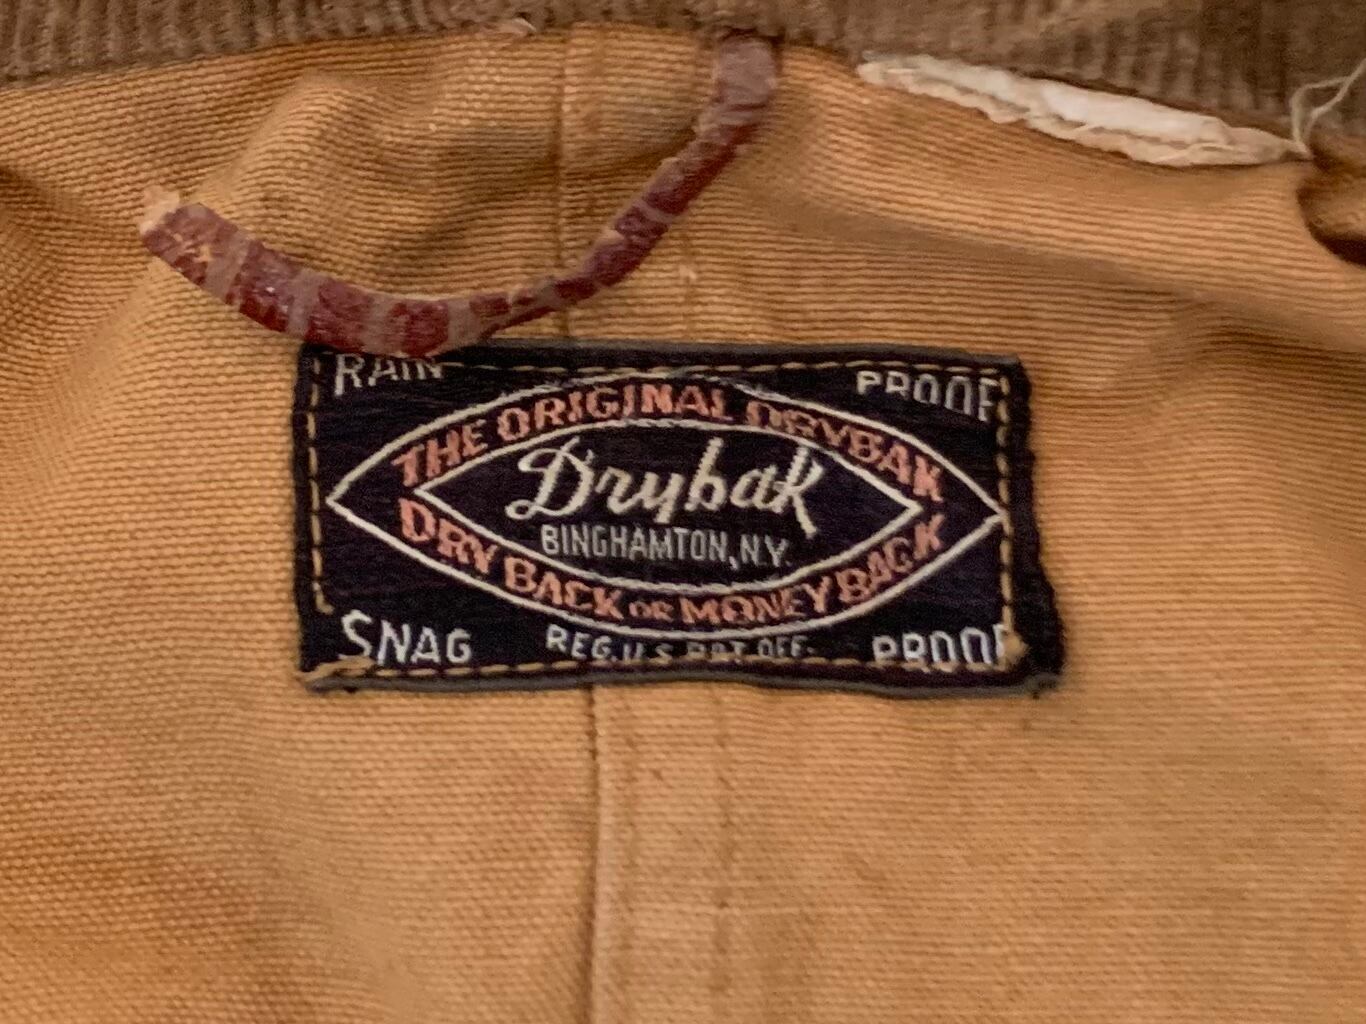 RAIN PROOF
THE ORIGINAL DRYBAK
Drybak
BINGHAMTON, N.Y.
DRY BACK OR MONEY BACK
SNAG PROOF
REG. U.S. PAT. OFF.